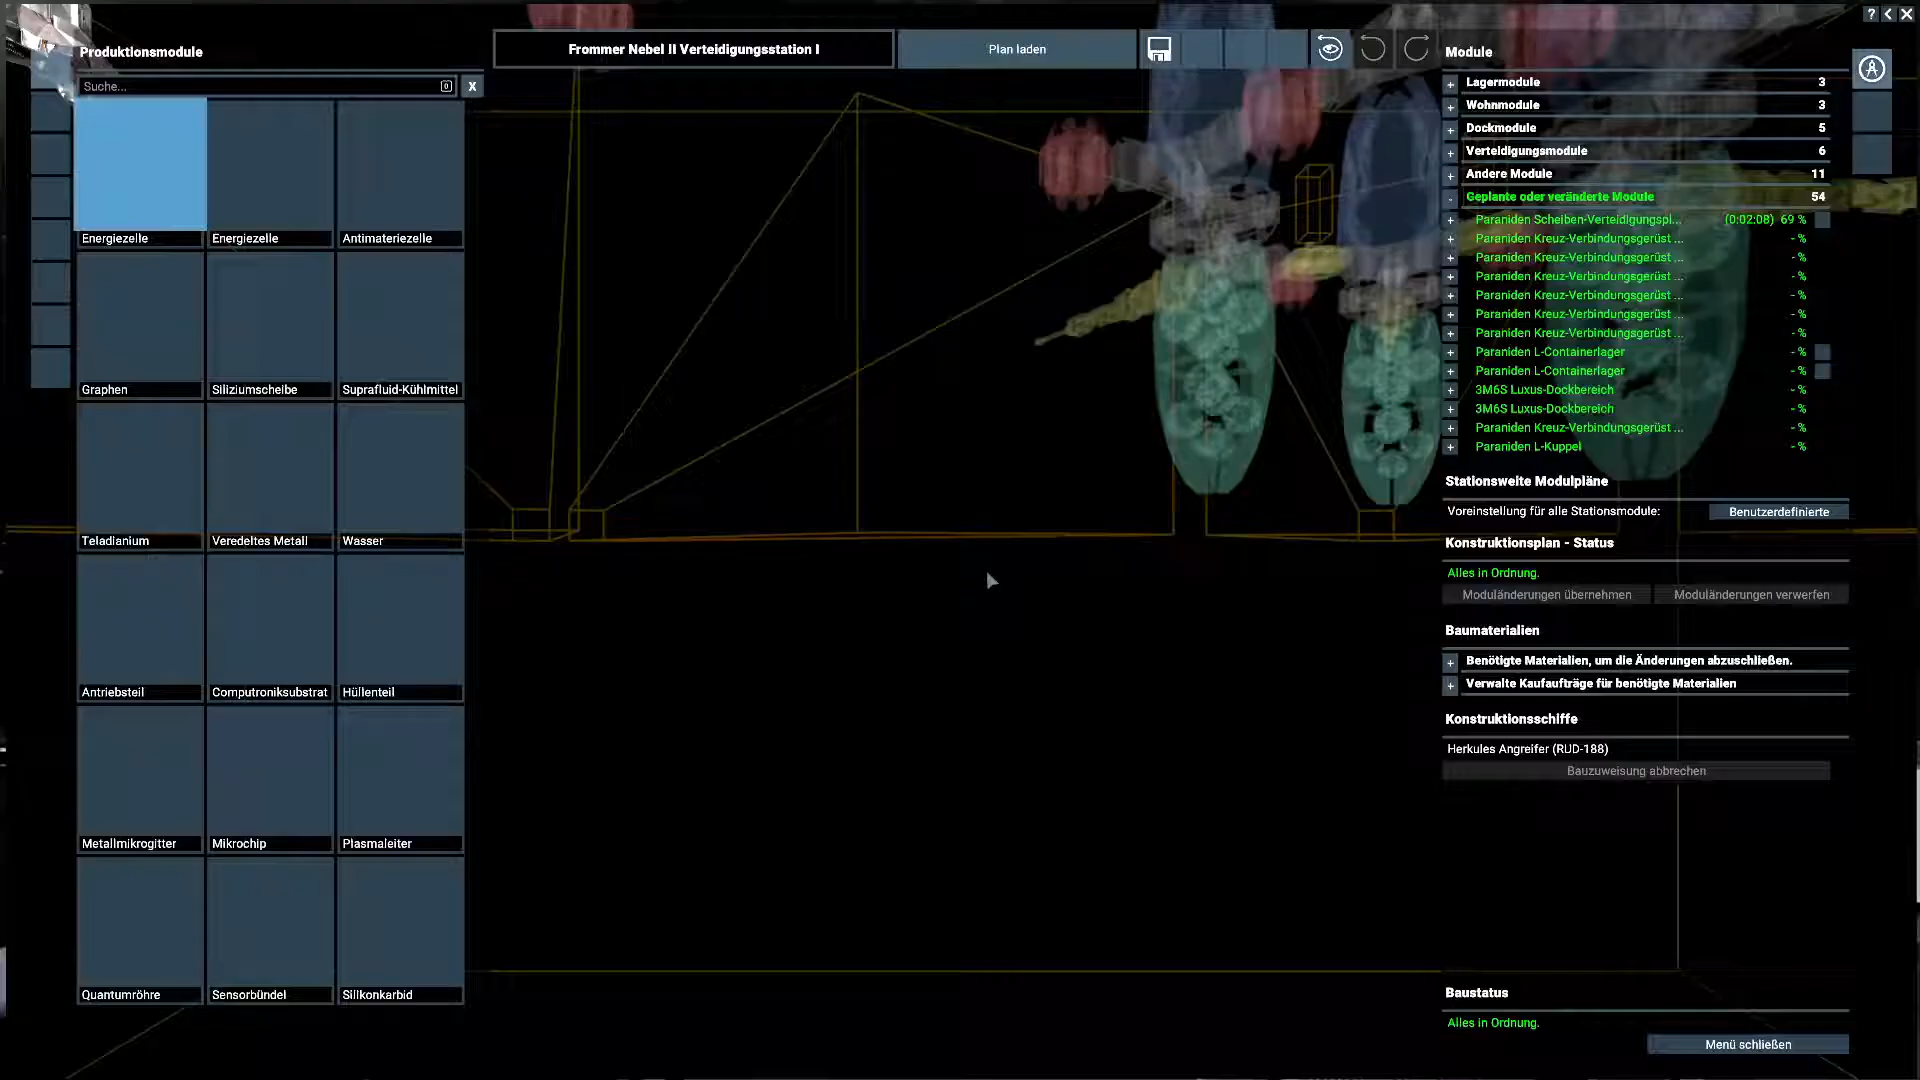 Produktionsmodule
Suche...
X
Energiezelle
Energiezelle
Antimateriezelle
Graphen
Siliziumscheibe
Suprafluid-Kühlmittel
Teladianium
Veredeltes Metall
Wasser
Antriebsteil
Computroniksubstrat
Hüllenteil
Metallmikrogitter
Mikrochip
Plasmaleiter
Quantumröhre
Sensorbündel
Silikonkarbid
Frommer Nebel II Verteidigungsstation I
Plan laden
Module
Lagermodule 3
Wohnmodule 3
Dockmodule 5
Verteidigungsmodule 6
Andere Module 11
Geplante oder veränderte Module 54
Paraniden Scheiben-Verteidigungspl... (0:02:08) 69 %
Paraniden Kreuz-Verbindungsgerüst ... - %
Paraniden Kreuz-Verbindungsgerüst ... - %
Paraniden Kreuz-Verbindungsgerüst ... - %
Paraniden Kreuz-Verbindungsgerüst ... - %
Paraniden Kreuz-Verbindungsgerüst ... - %
Paraniden Kreuz-Verbindungsgerüst ... - %
Paraniden L-Containerlager - %
Paraniden L-Containerlager - %
3M6S Luxus-Dockbereich - %
3M6S Luxus-Dockbereich - %
Paraniden Kreuz-Verbindungsgerüst ... - %
Paraniden L-Kuppel - %
Stationsweite Modulpläne
Voreinstellung für alle Stationsmodule: Benutzerdefinierte
Konstruktionsplan - Status
Alles in Ordnung.
Moduländerungen übernehmen Moduländerungen verwerfen
Baumaterialien
Benötigte Materialien, um die Änderungen abzuschließen.
Verwalte Kaufaufträge für benötigte Materialien
Konstruktionsschiffe
Herkules Angreifer (RUD-188)
Bauzuweisung abbrechen
Baustatus
Alles in Ordnung.
Menü schließen